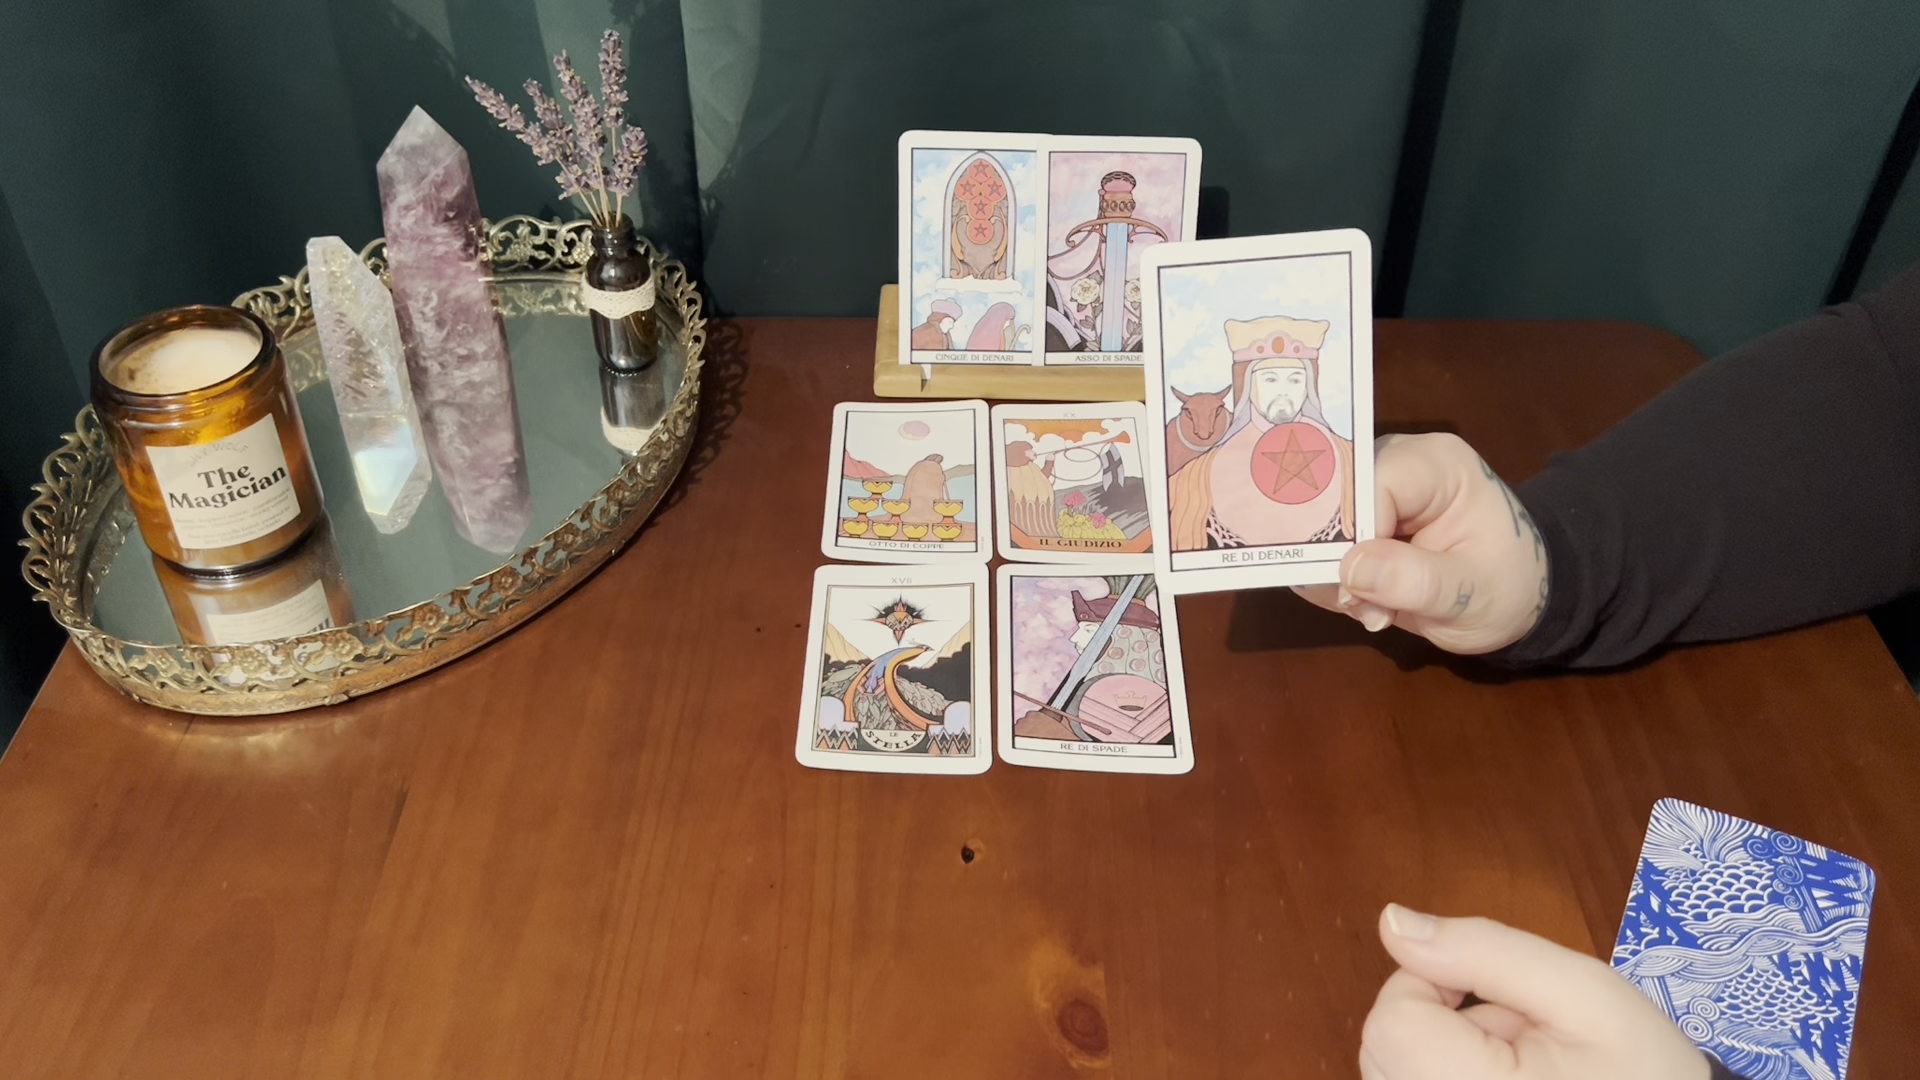 The
Magician
CINQUE DI DENARI
ASSO DI SPADE
RE DI DENARI
OTTO DI COPPE
XX
IL GIUDIZIO
XVII
LE
STELLA
RE DI SPADE